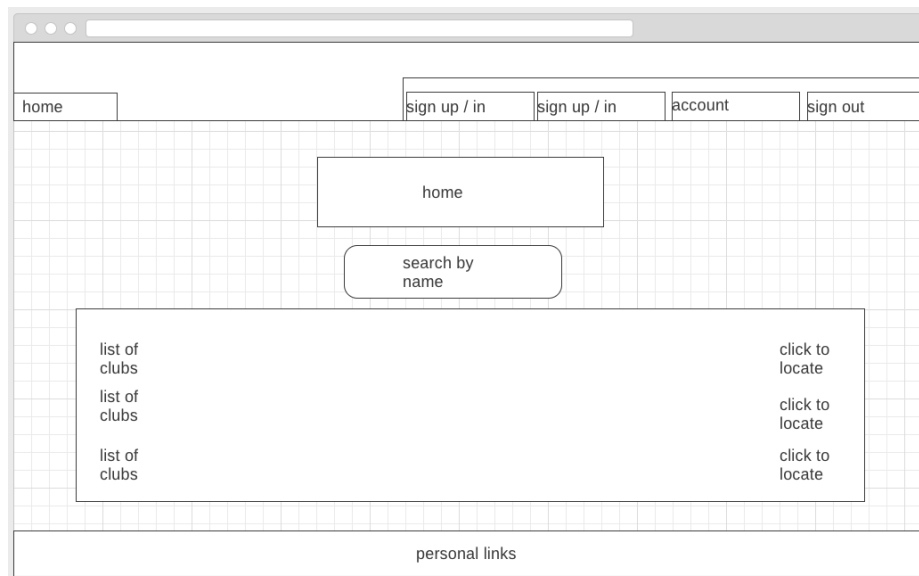 home
sign up / in
sign up / in
account
sign out
home
search by
name
list of
clubs
click to
locate
list of
clubs
click to
locate
list of
clubs
click to
locate
personal links